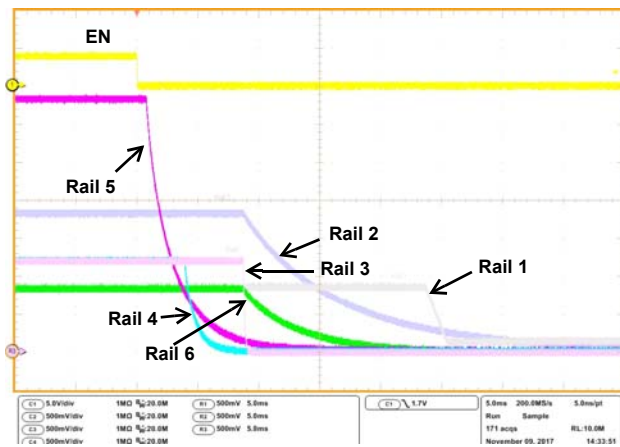 EN
Rail 5
Rail 2
Rail 3
Rail 1
Rail 4
Rail 6
C1 5.0V/div 1MΩ 20.0M
C2 500mV/div 1MΩ 20.0M
C3 500mV/div 1MΩ 20.0M
C4 500mV/div 1MΩ 20.0M
R1 500mV 5.0ms
R2 500mV 5.0ms
R3 500mV 5.0ms
C1 1.7V
5.0ms 200.0MS/s 5.0ns/pt
Run Sample
171 acqs RL:10.0M
November 09, 2017 14:33:51